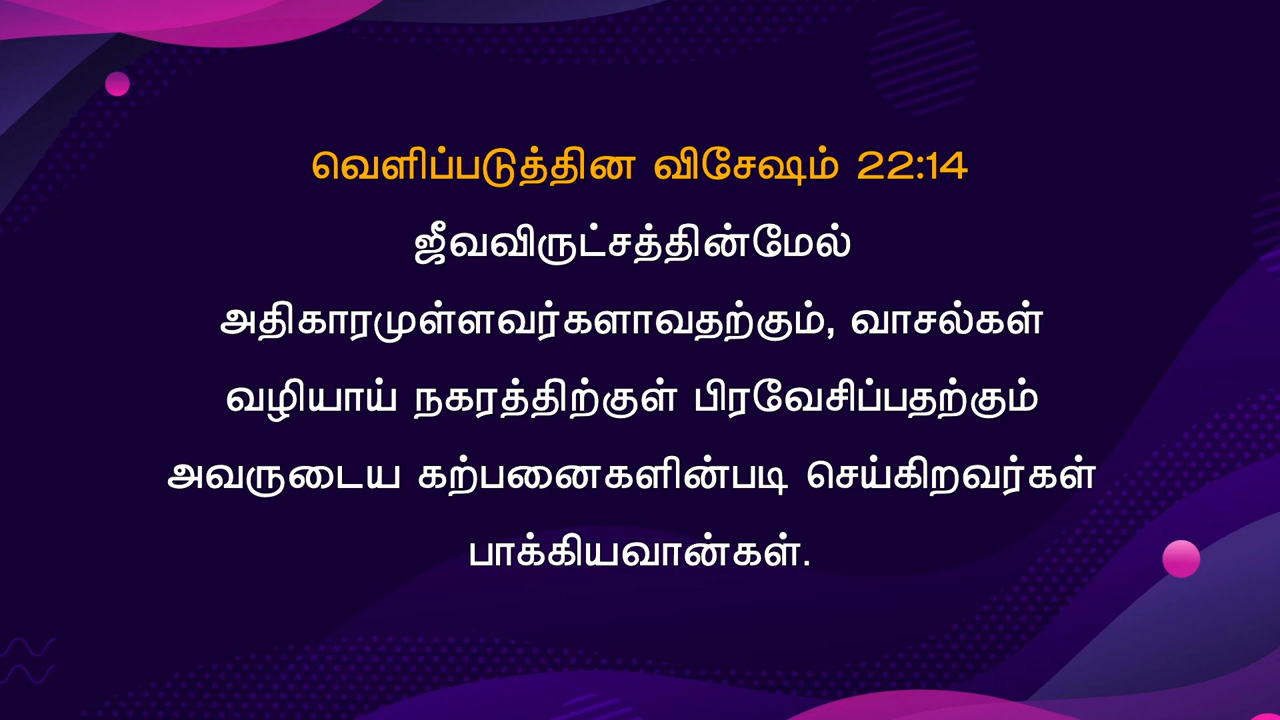 வெளிப்படுத்தின விசேஷம் 22:14
ஜீவவிருட்சத்தின்மேல்
அதிகாரமுள்ளவர்களாவதற்கும், வாசல்கள்
வழியாய் நகரத்திற்குள் பிரவேசிப்பதற்கும்
அவருடைய கற்பனைகளின்படி செய்கிறவர்கள்
பாக்கியவான்கள்.